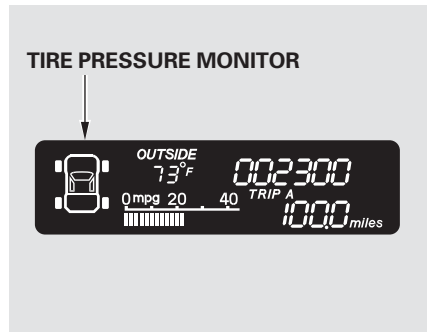 TIRE PRESSURE MONITOR
OUTSIDE
73°F
002300
0 mpg 20 40
TRIP A
100.0 miles